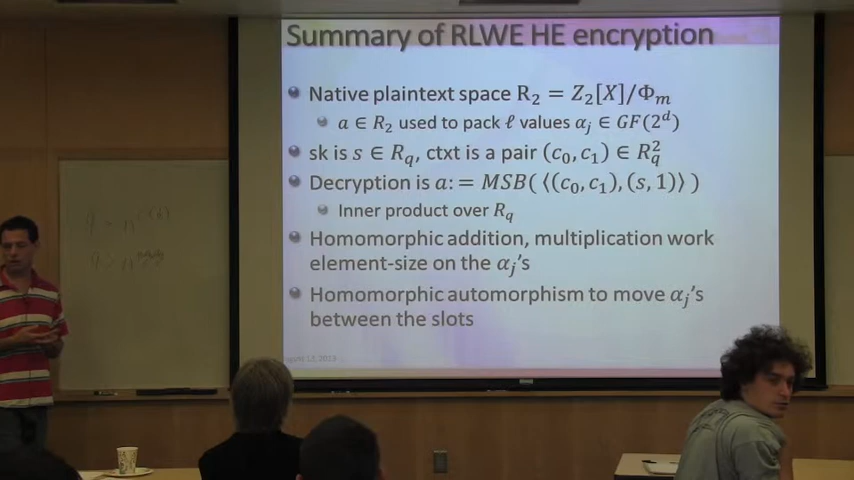 Summary of RLWE HE encryption
Native plaintext space R₂ = Z₂[X]/Φₘ
a ∈ R₂ used to pack ℓ values αⱼ ∈ GF(2ᵈ)
sk is s ∈ R_q, ctxt is a pair (c₀, c₁) ∈ R_q²
Decryption is a: = MSB( ⟨(c₀, c₁), (s, 1)⟩ )
Inner product over R_q
Homomorphic addition, multiplication work
element-size on the αⱼ's
Homomorphic automorphism to move αⱼ's
between the slots